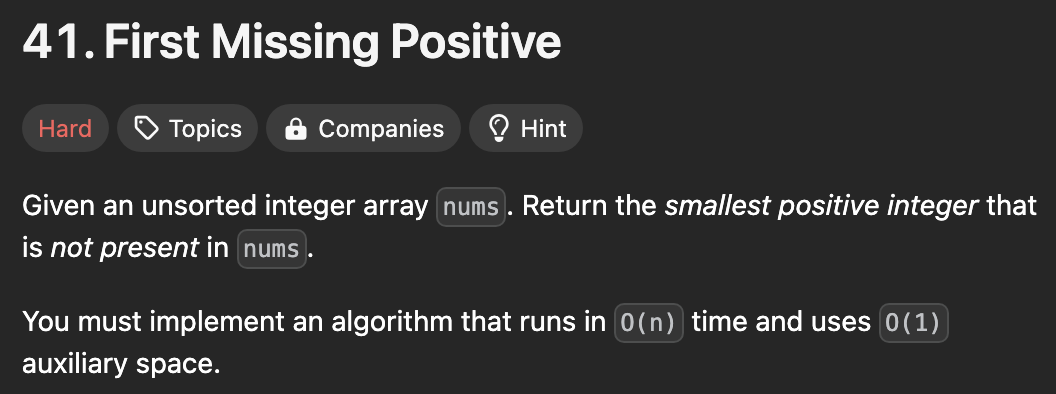 41. First Missing Positive
Hard Topics Companies Hint
Given an unsorted integer array nums. Return the smallest positive integer that
is not present in nums.
You must implement an algorithm that runs in O(n) time and uses O(1)
auxiliary space.